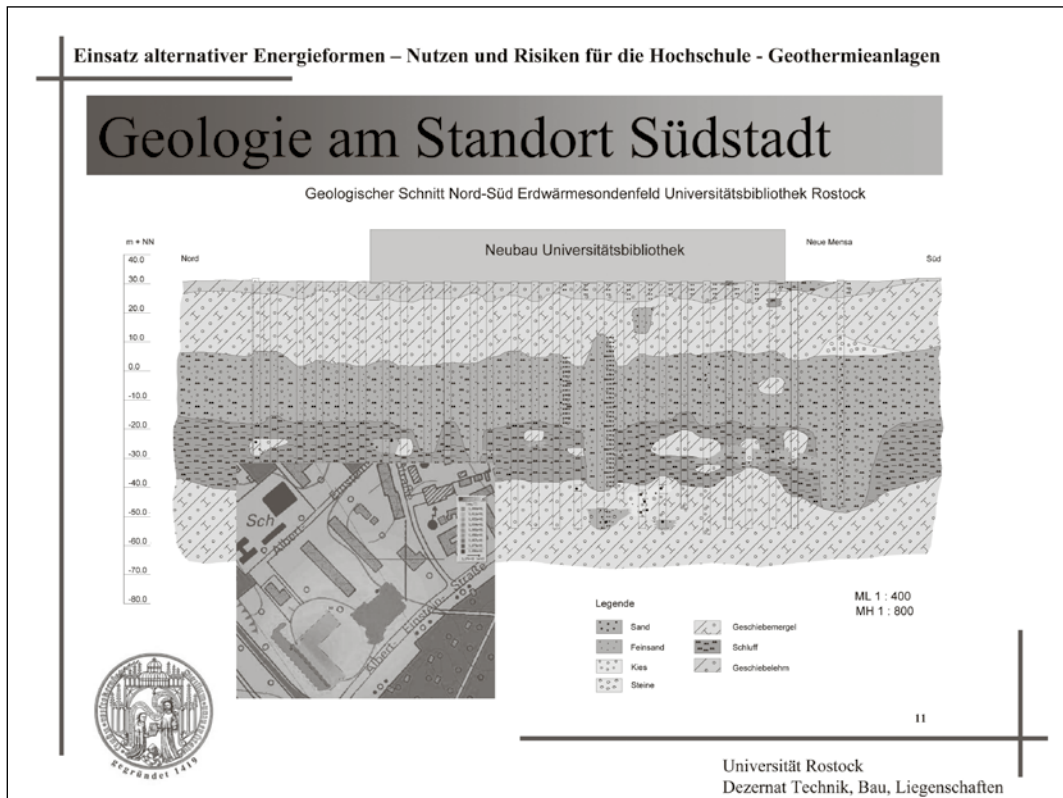 Einsatz alternativer Energieformen – Nutzen und Risiken für die Hochschule - Geothermieanlagen
Geologie am Standort Südstadt
Geologischer Schnitt Nord-Süd Erdwärmesondenfeld Universitätsbibliothek Rostock
m + NN
Nord
Neubau Universitätsbibliothek
Neue Mensa
Süd
40.0
30.0
20.0
10.0
0.0
-10.0
-20.0
-30.0
-40.0
-50.0
-60.0
-70.0
-80.0
Sch
Albert
Einstein
Straße
Albert
Einstein
Straße
ML 1 : 400
MH 1 : 800
Legende
Sand
Geschiebemergel
Feinsand
Schluff
Kies
Geschiebelehm
Steine
gegründet 1419
11
Universität Rostock
Dezernat Technik, Bau, Liegenschaften